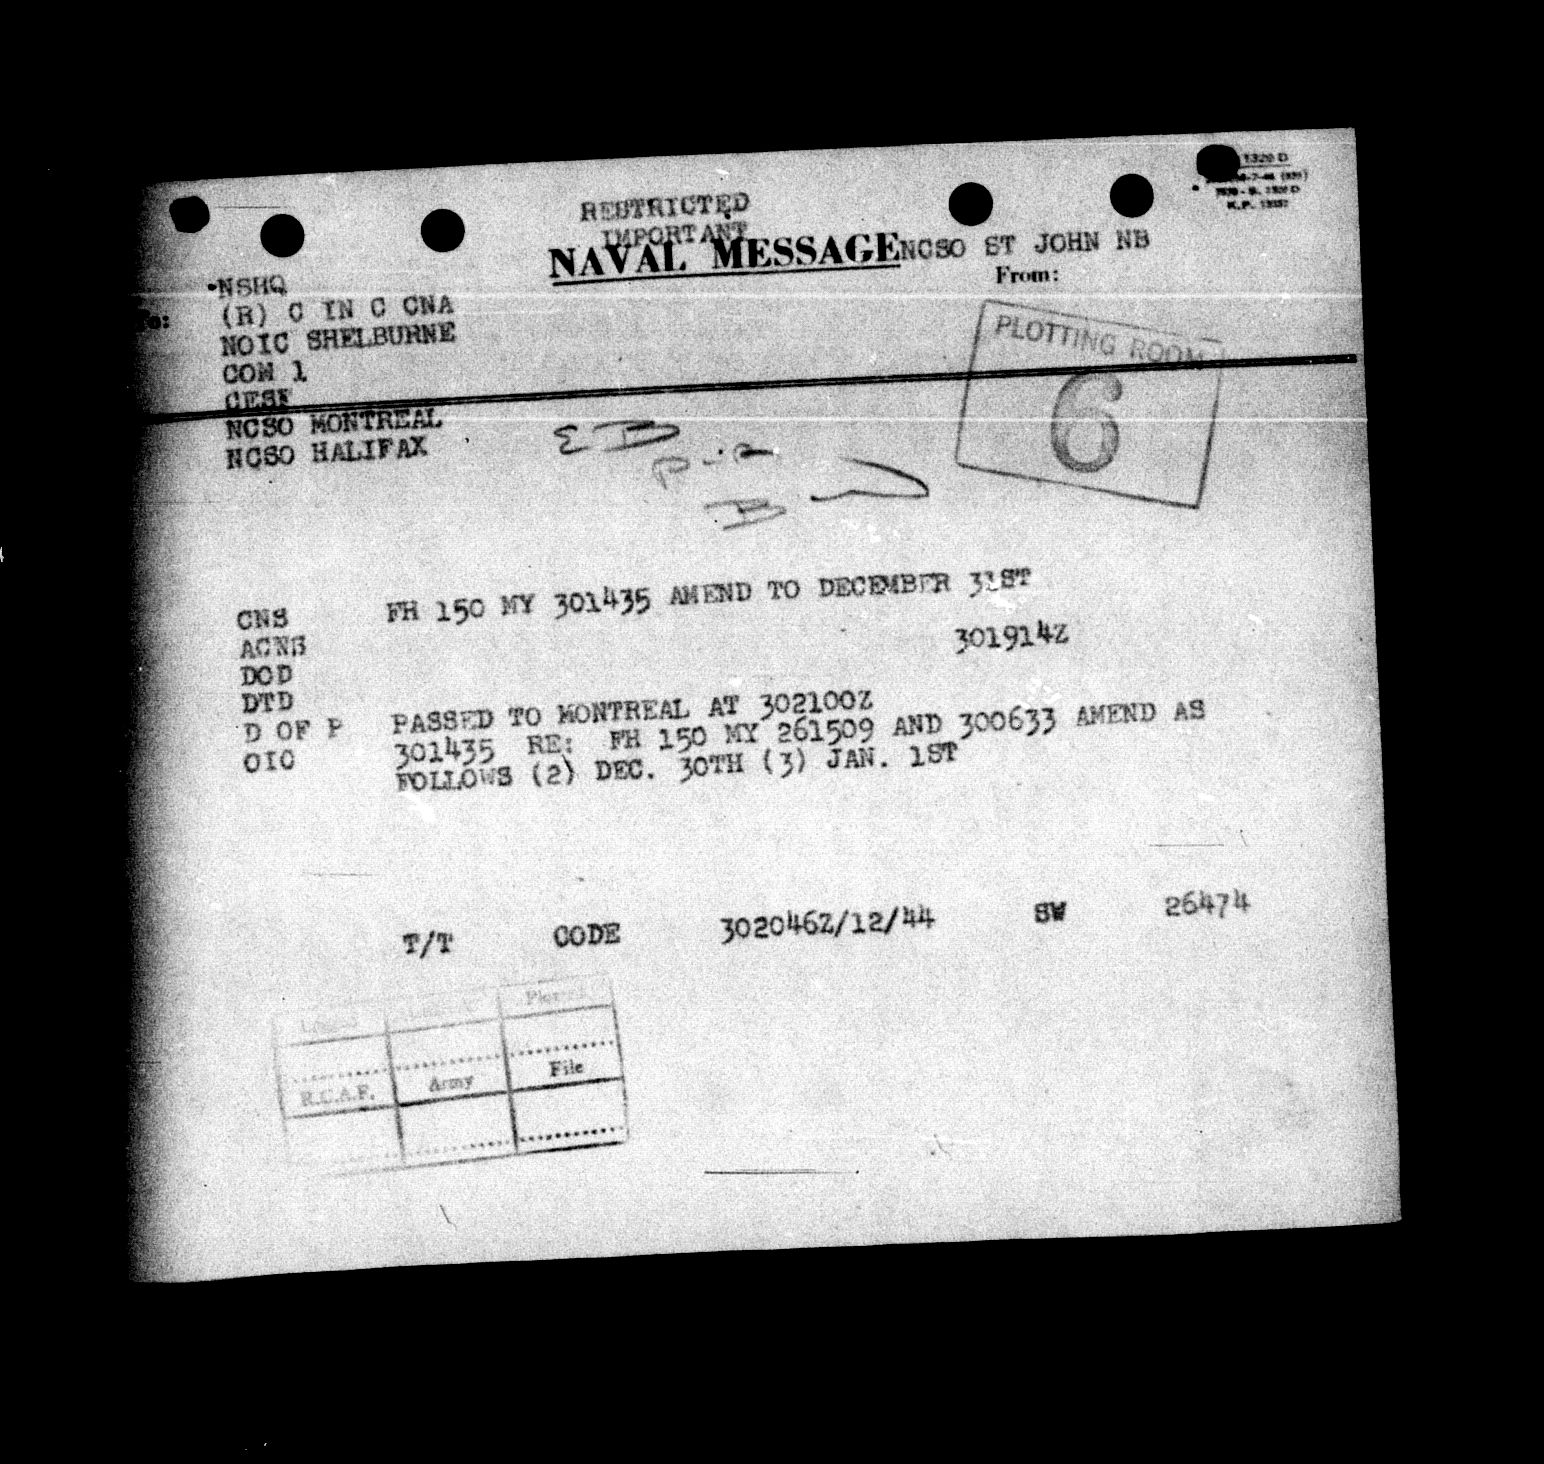 1320 D
RESTRICTED
IMPORTANT
NAVAL MESSAGE
NCSO ST JOHN NB
From:
To:
NSHQ
(R) C IN C CNA
NOIC SHELBURNE
COM 1
CESF
NCSO MONTREAL
NCSO HALIFAX
PLOTTING ROOM
6
EB
B
CNS FH 150 MY 301435 AMEND TO DECEMBER 31ST
ACNS 301914Z
DOD
DTD
D OF P PASSED TO MONTREAL AT 302100Z
OIC 301435 RE: FH 150 MY 261509 AND 300633 AMEND AS
FOLLOWS (2) DEC. 30TH (3) JAN. 1ST
T/T CODE 302046Z/12/44 SW 26474
R.C.A.F. Army File